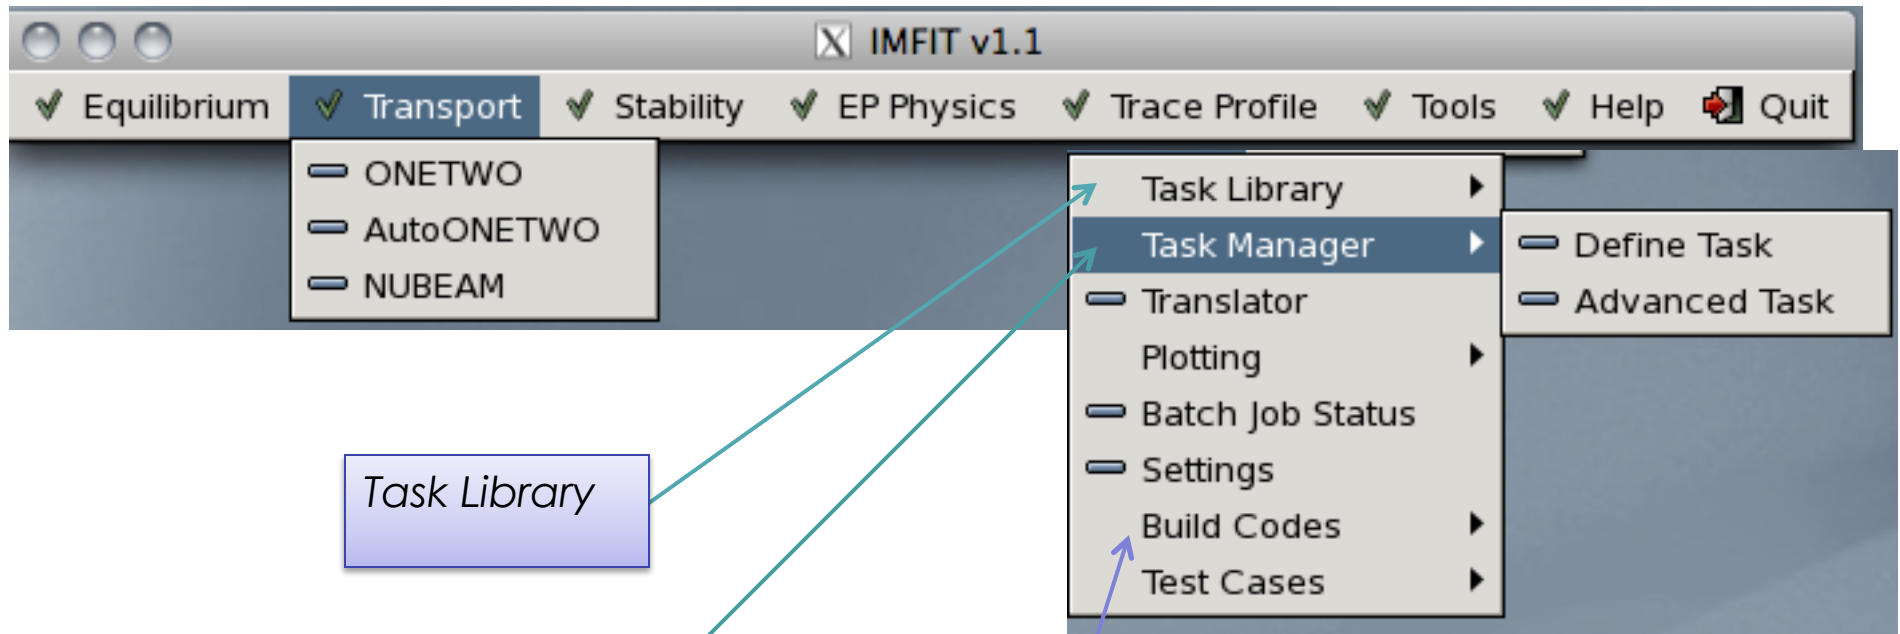 IMFIT v1.1
Equilibrium Transport Stability EP Physics Trace Profile Tools Help Quit
ONETWO
AutoONETWO
NUBEAM
Task Library
Task Manager
Translator
Plotting
Batch Job Status
Settings
Build Codes
Test Cases
Define Task
Advanced Task
Task Library